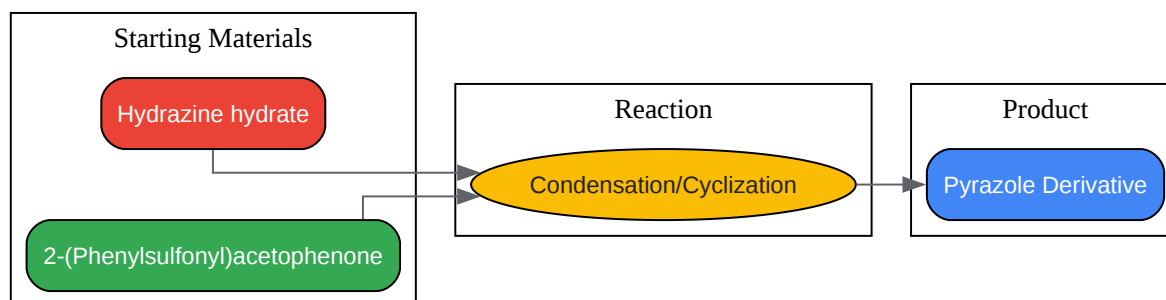 Starting Materials
Hydrazine hydrate
2-(Phenylsulfonyl)acetophenone
Reaction
Condensation/Cyclization
Product
Pyrazole Derivative